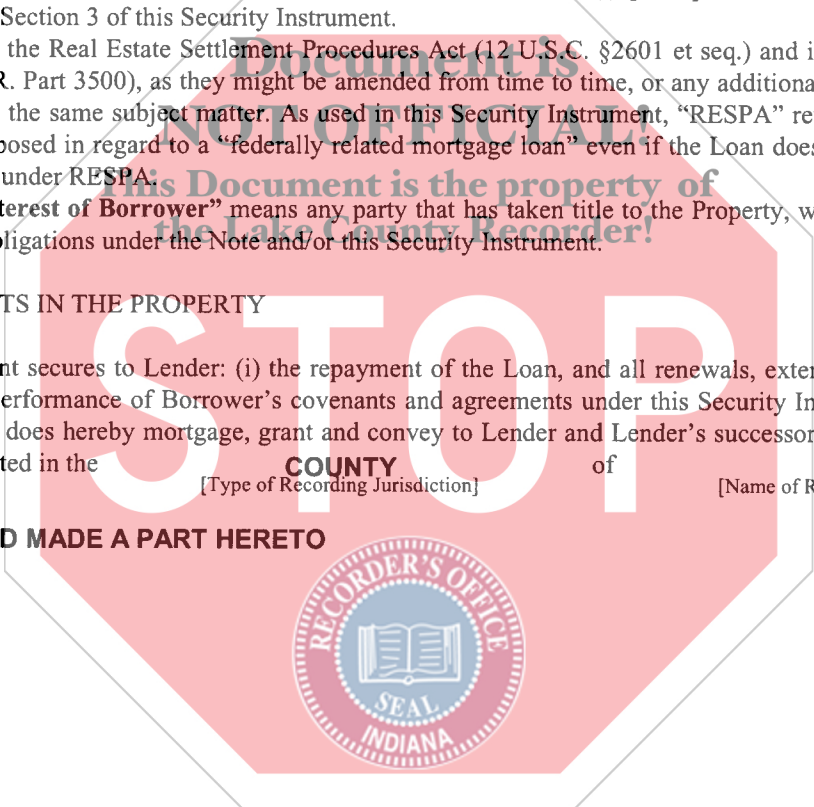 Section 3 of this Security Instrument.
the Real Estate Settlement Procedures Act (12 U.S.C. §2601 et seq.) and i
R. Part 3500), as they might be amended from time to time, or any additiona
the same subject matter. As used in this Security Instrument, “RESPA” re
posed in regard to a “federally related mortgage loan” even if the Loan does
under RESPA.
terest of Borrower” means any party that has taken title to the Property, w
ligations under the Note and/or this Security Instrument.
Document is
NOT OFFICIAL!
This Document is the property of
the Lake County Recorder!
TS IN THE PROPERTY
STOP
nt secures to Lender: (i) the repayment of the Loan, and all renewals, exten
erformance of Borrower’s covenants and agreements under this Security In
does hereby mortgage, grant and convey to Lender and Lender’s successor
ted in the COUNTY of
[Type of Recording Jurisdiction] [Name of R
D MADE A PART HERETO
RECORDER'S OFFICE
SEAL
INDIANA